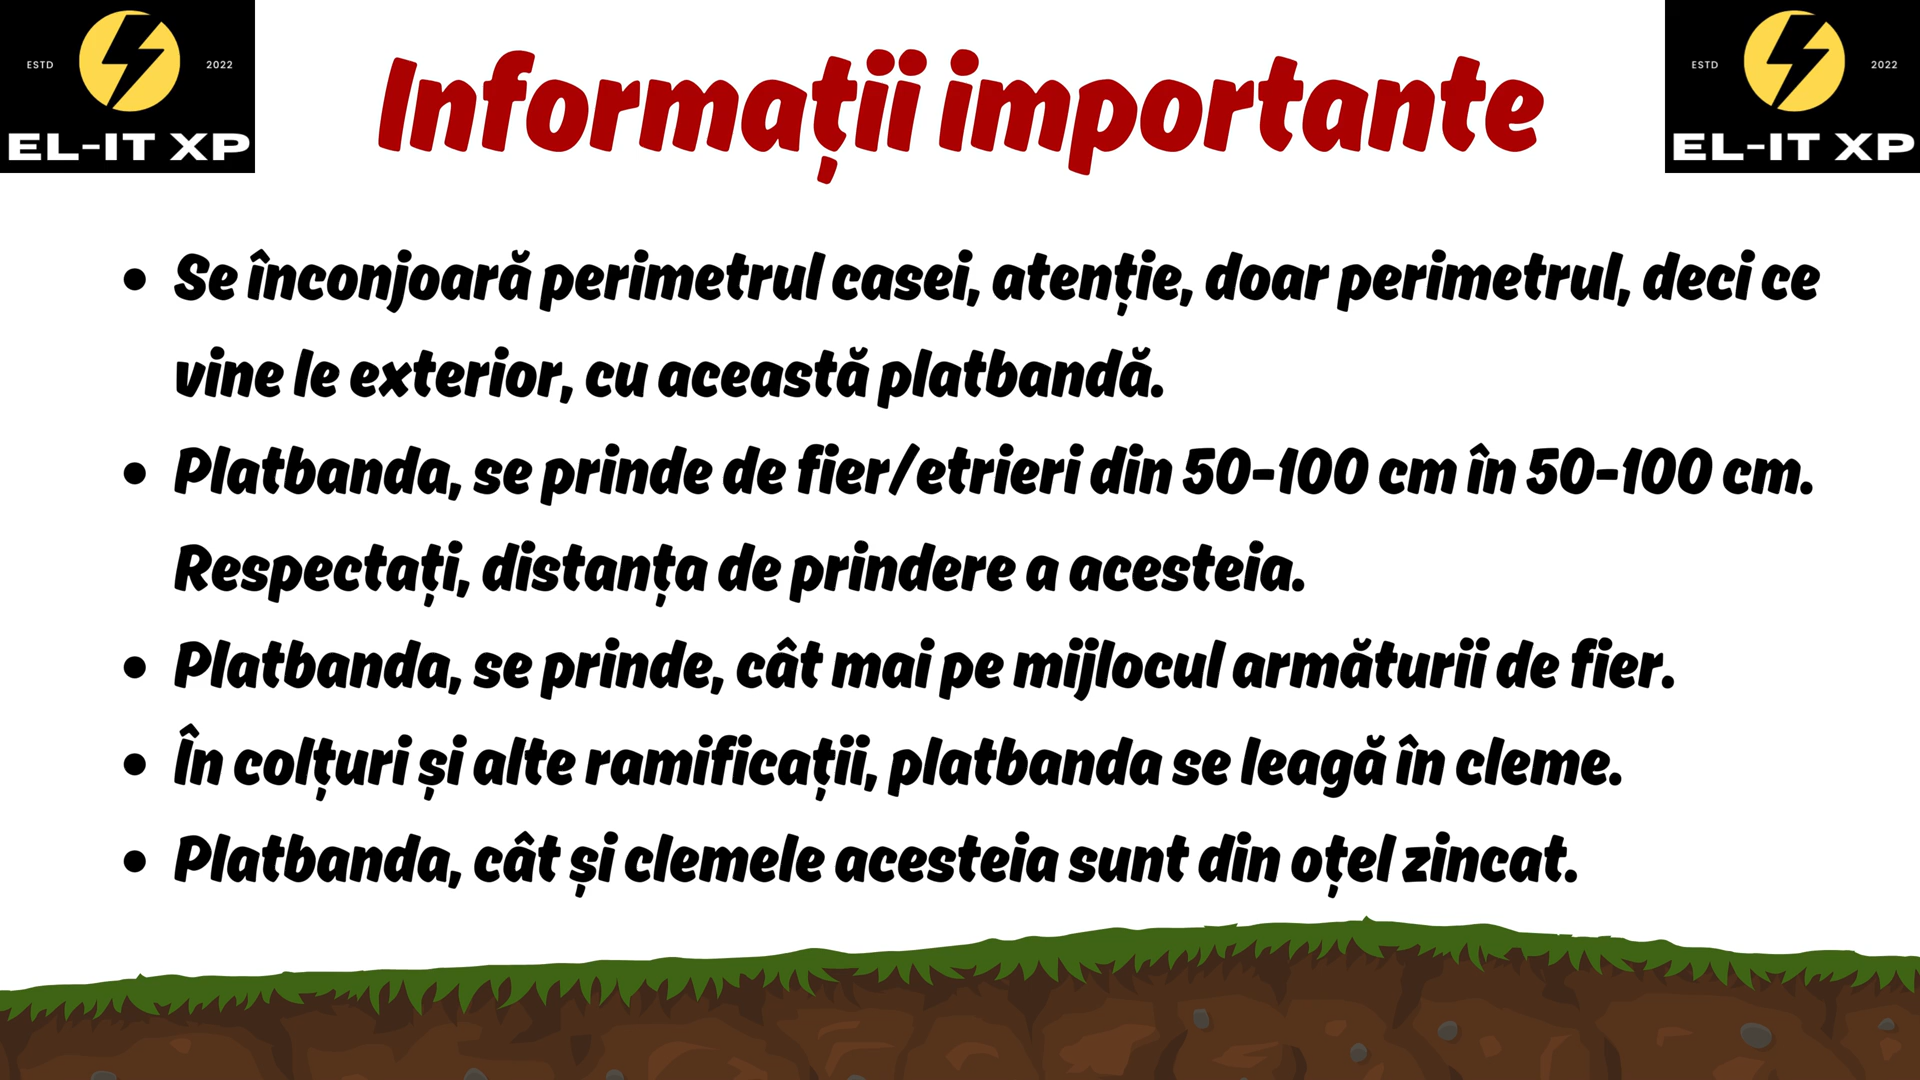 ESTD 2022
EL-IT XP
Informații importante
ESTD 2022
EL-IT XP
• Se înconjoară perimetrul casei, atenție, doar perimetrul, deci ce
vine le exterior, cu această platbandă.
• Platbanda, se prinde de fier/etrieri din 50-100 cm în 50-100 cm.
Respectați, distanța de prindere a acesteia.
• Platbanda, se prinde, cât mai pe mijlocul armăturii de fier.
• În colțuri și alte ramificații, platbanda se leagă în cleme.
• Platbanda, cât și clemele acesteia sunt din oțel zincat.